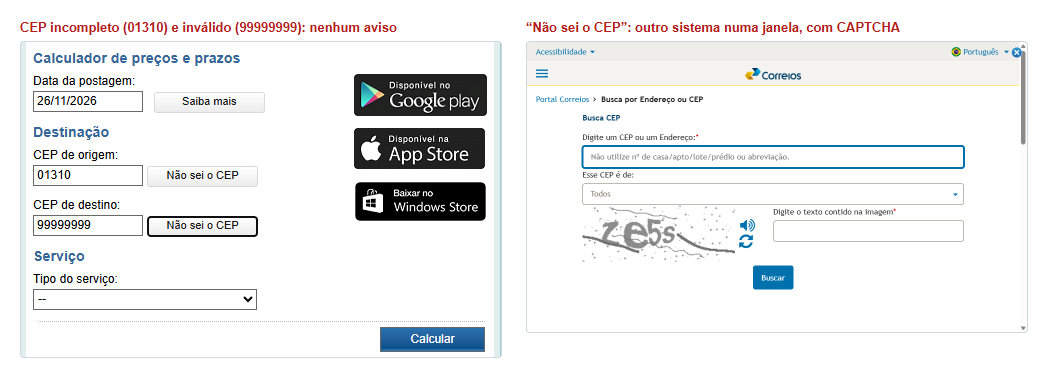 CEP incompleto (01310) e inválido (99999999): nenhum aviso
Calculador de preços e prazos
Data da postagem:
26/11/2026
Saiba mais
Destinação
CEP de origem:
01310
Não sei o CEP
CEP de destino:
99999999
Não sei o CEP
Serviço
Tipo do serviço:
--
Calcular
Disponível no
Google play
Disponível na
App Store
Baixar no
Windows Store
“Não sei o CEP”: outro sistema numa janela, com CAPTCHA
Acessibilidade
Português
Correios
Portal Correios > Busca por Endereço ou CEP
Busca CEP
Digite um CEP ou um Endereço:*
Não utilize nº de casa/apto/lote/prédio ou abreviação.
Esse CEP é de:
Todos
ze5s
Digite o texto contido na imagem*
Buscar